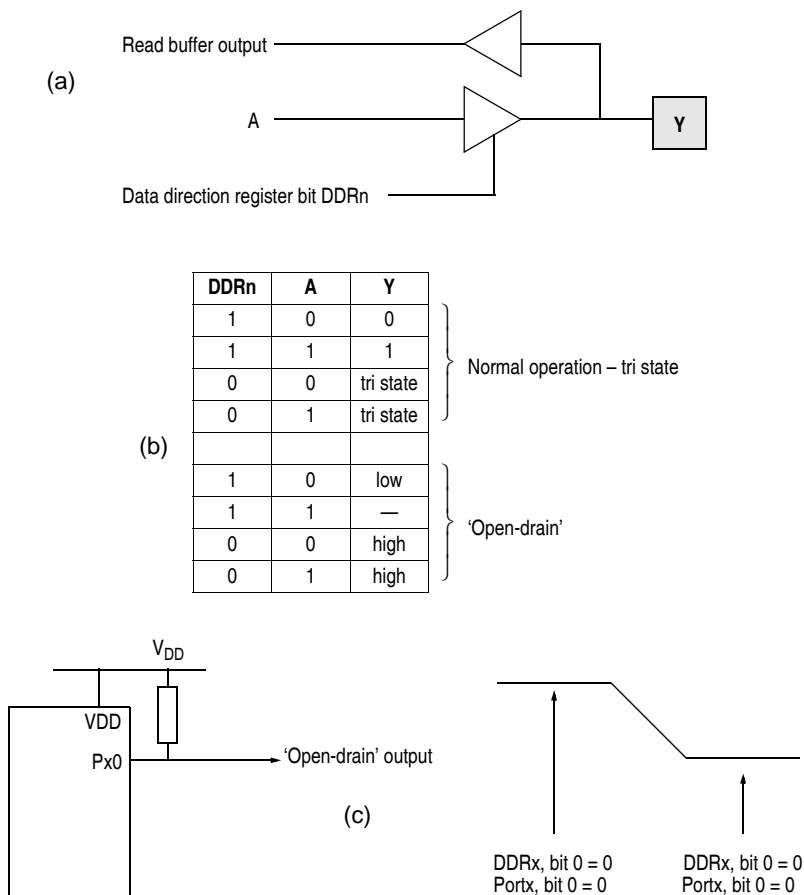 Read buffer output
(a)
A
Y
Data direction register bit DDRn
DDRn A Y
1 0 0
1 1 1
0 0 tri state
0 1 tri state
Normal operation – tri state
(b)
1 0 low
1 1 —
0 0 high
0 1 high
'Open-drain'
VDD
VDD
Px0
'Open-drain' output
(c)
DDRx, bit 0 = 0
Portx, bit 0 = 0
DDRx, bit 0 = 0
Portx, bit 0 = 0